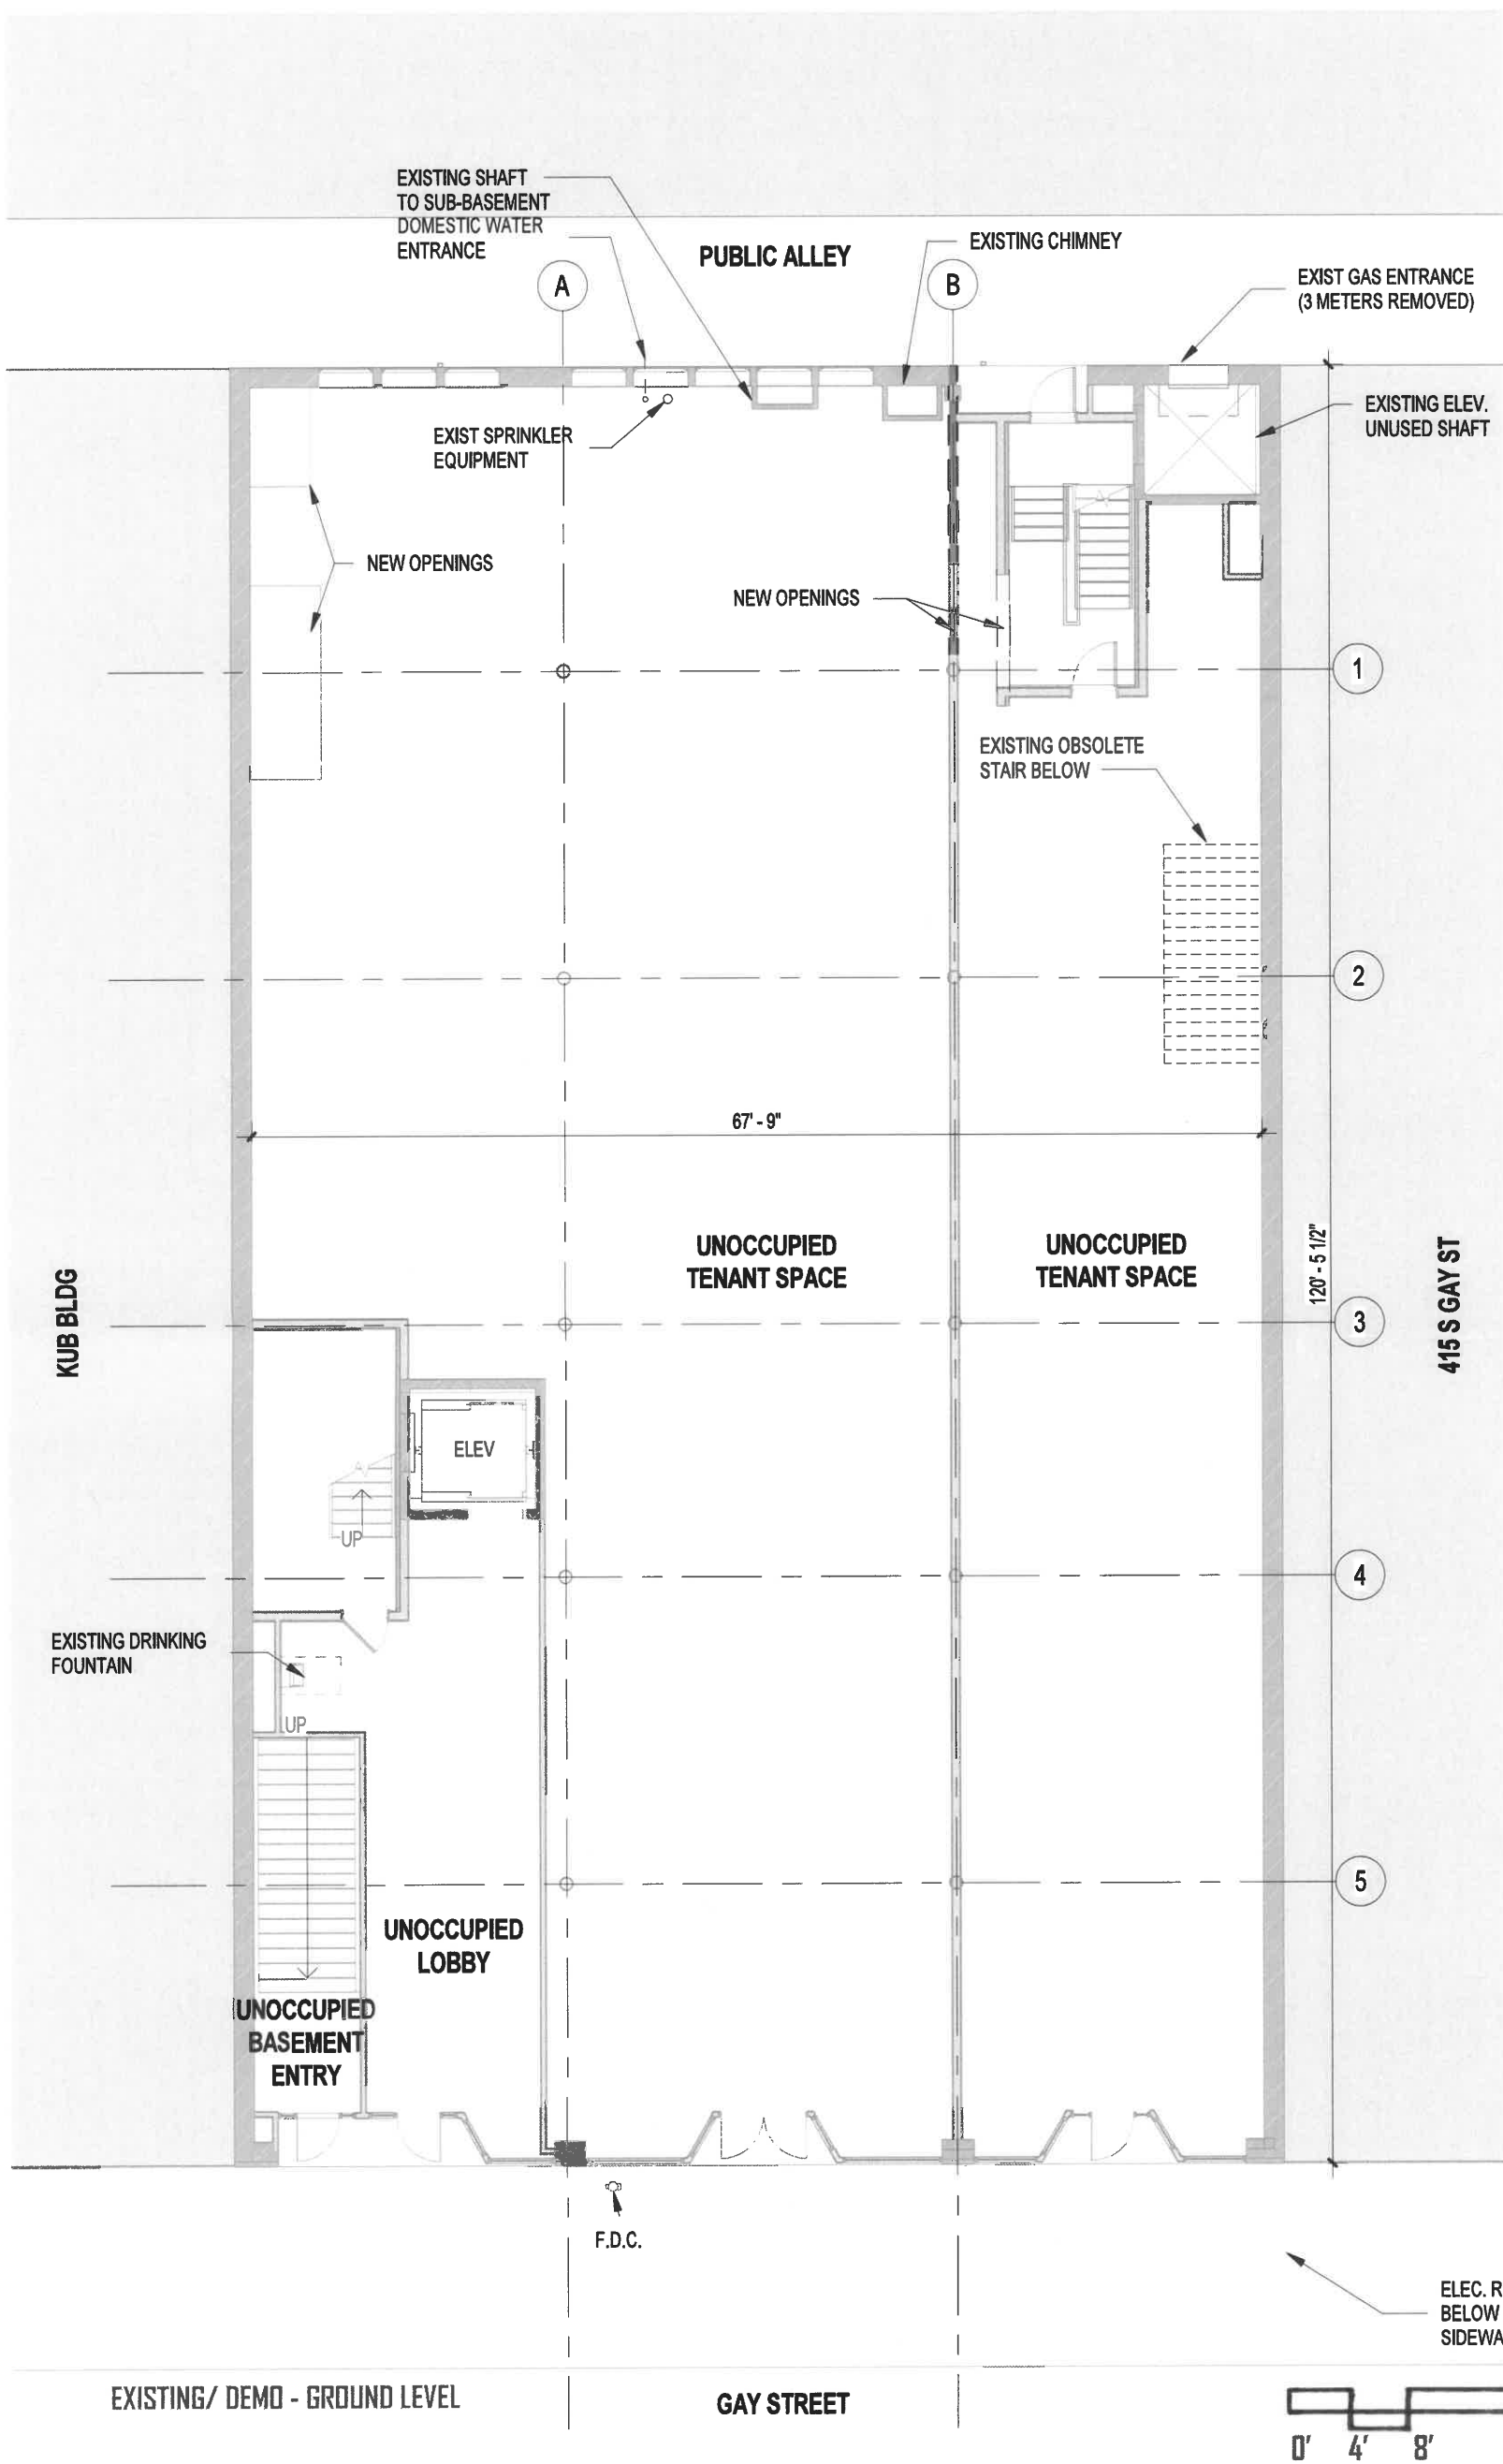 EXISTING SHAFT
TO SUB-BASEMENT
DOMESTIC WATER
ENTRANCE
PUBLIC ALLEY
EXISTING CHIMNEY
EXIST GAS ENTRANCE
(3 METERS REMOVED)
A
B
EXISTING ELEV.
UNUSED SHAFT
EXIST SPRINKLER
EQUIPMENT
NEW OPENINGS
NEW OPENINGS
1
EXISTING OBSOLETE
STAIR BELOW
2
67' - 9"
UNOCCUPIED
TENANT SPACE
UNOCCUPIED
TENANT SPACE
120' - 5 1/2"
KUB BLDG
415 S GAY ST
3
ELEV
UP
4
EXISTING DRINKING
FOUNTAIN
UP
5
UNOCCUPIED
LOBBY
UNOCCUPIED
BASEMENT
ENTRY
F.D.C.
ELEC. R
BELOW
SIDEWA
EXISTING/ DEMO - GROUND LEVEL
GAY STREET
0' 4' 8'